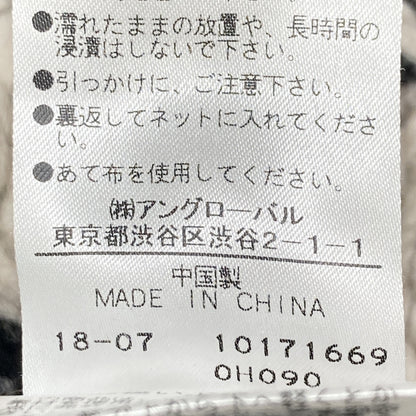 ●濡れたままの放置や、長時間の
浸漬はしないで下さい。
●引っかけに、ご注意下さい。
●裏返してネットに入れてくださ
い。
●あて布を使用してください。
㈱アングローバル
東京都渋谷区渋谷2-1-1
中国製
MADE IN CHINA
18-07 10171669
0H090